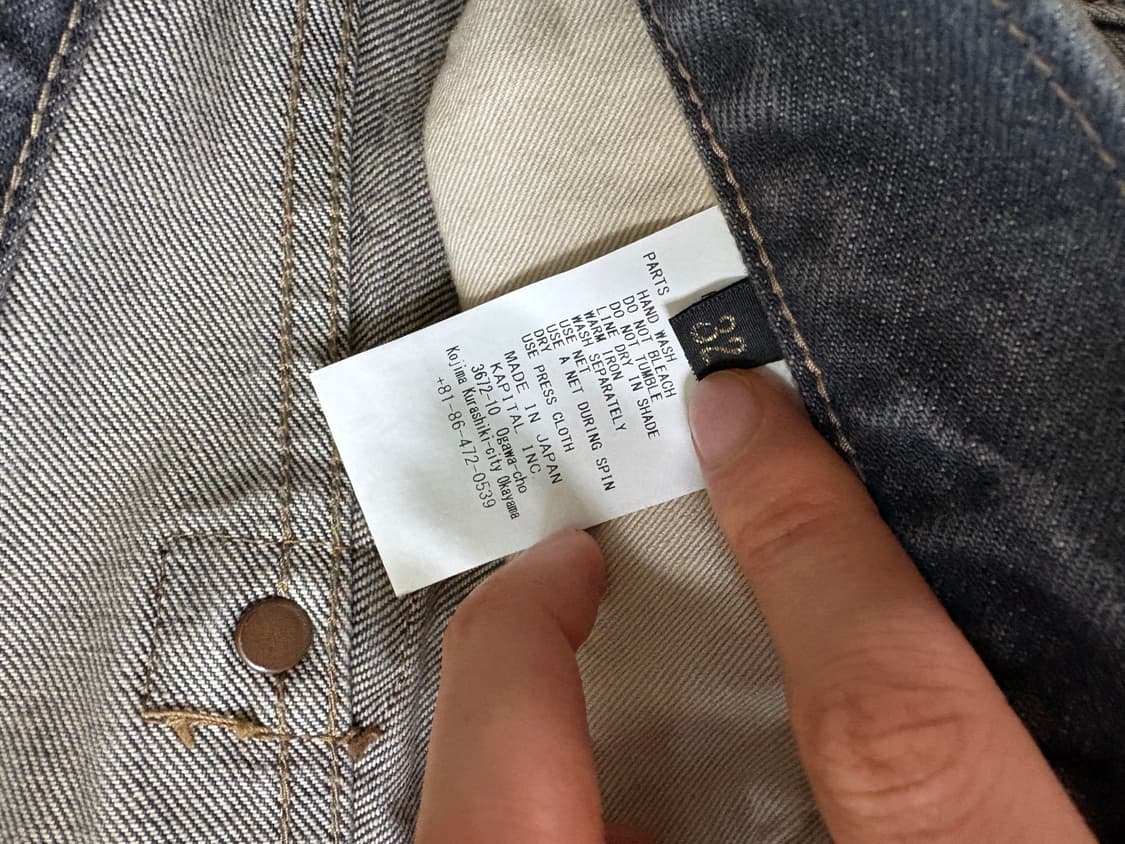 PARTS
HAND WASH
DO NOT BLEACH
DO NOT TUMBLE
LINE DRY IN SHADE
WARM IRON
WASH SEPARATELY
USE NET
USE A NET DURING SPIN
DRY
USE PRESS CLOTH
MADE IN JAPAN
KAPITAL INC.
3672-10 Ogawa-cho
Kojima Kurashiki-city Okayama
+81-86-472-0539
32